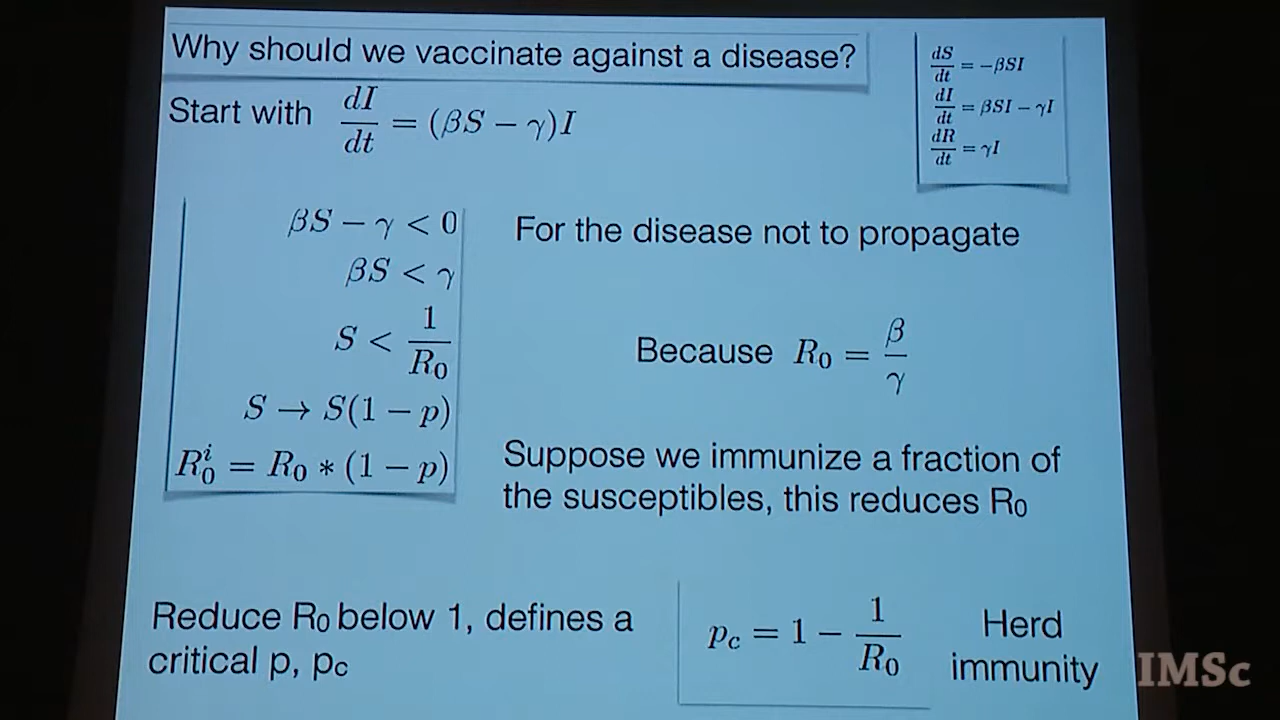 Why should we vaccinate against a disease?
Start with dI/dt = (βS − γ)I
dS/dt = −βSI
dI/dt = βSI − γI
dR/dt = γI
βS − γ < 0
For the disease not to propagate
βS < γ
S < 1/R₀
Because R₀ = β/γ
S → S(1 − p)
R₀ⁱ = R₀ ∗ (1 − p)
Suppose we immunize a fraction of
the susceptibles, this reduces R₀
Reduce R₀ below 1, defines a
critical p, pc
pc = 1 − 1/R₀
Herd
immunity
IMSc